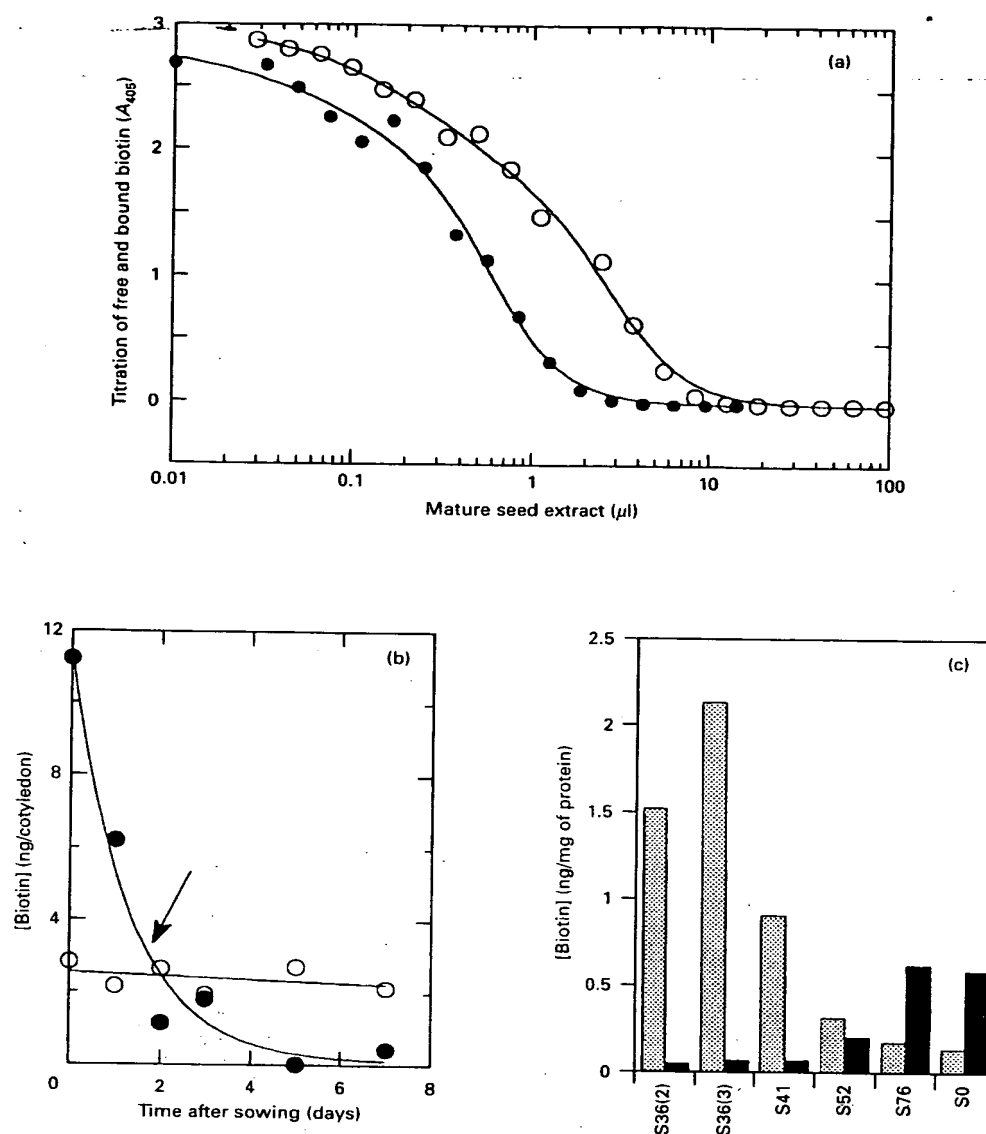 3
2
1
0
Titration of free and bound biotin (A₄₀₅)
(a)
0.01 0.1 1 10 100
Mature seed extract (μl)
12
8
4
[Biotin] (ng/cotyledon)
(b)
0 2 4 6 8
Time after sowing (days)
2.5
2
1.5
1
0.5
0
[Biotin] (ng/mg of protein)
(c)
S36(2) S36(3) S41 S52 S76 S0